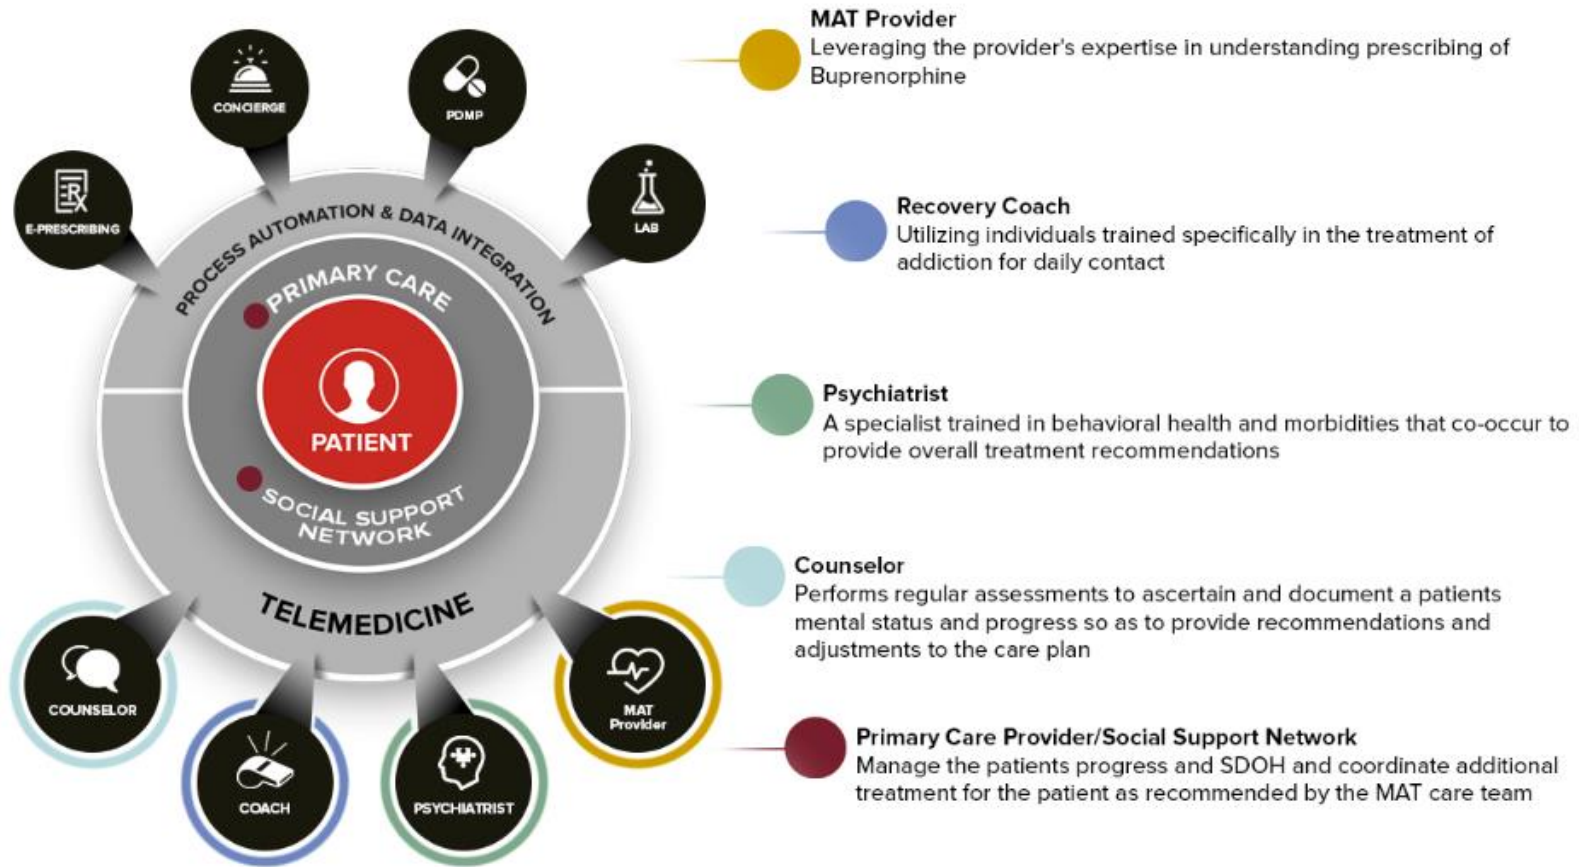 CONCIERGE
PDMP
E-PRESCRIBING
LAB
PROCESS AUTOMATION & DATA INTEGRATION
PRIMARY CARE
PATIENT
SOCIAL SUPPORT
NETWORK
TELEMEDICINE
COUNSELOR
COACH
PSYCHIATRIST
MAT
Provider
MAT Provider
Leveraging the provider's expertise in understanding prescribing of
Buprenorphine
Recovery Coach
Utilizing individuals trained specifically in the treatment of
addiction for daily contact
Psychiatrist
A specialist trained in behavioral health and morbidities that co-occur to
provide overall treatment recommendations
Counselor
Performs regular assessments to ascertain and document a patients
mental status and progress so as to provide recommendations and
adjustments to the care plan
Primary Care Provider/Social Support Network
Manage the patients progress and SDOH and coordinate additional
treatment for the patient as recommended by the MAT care team